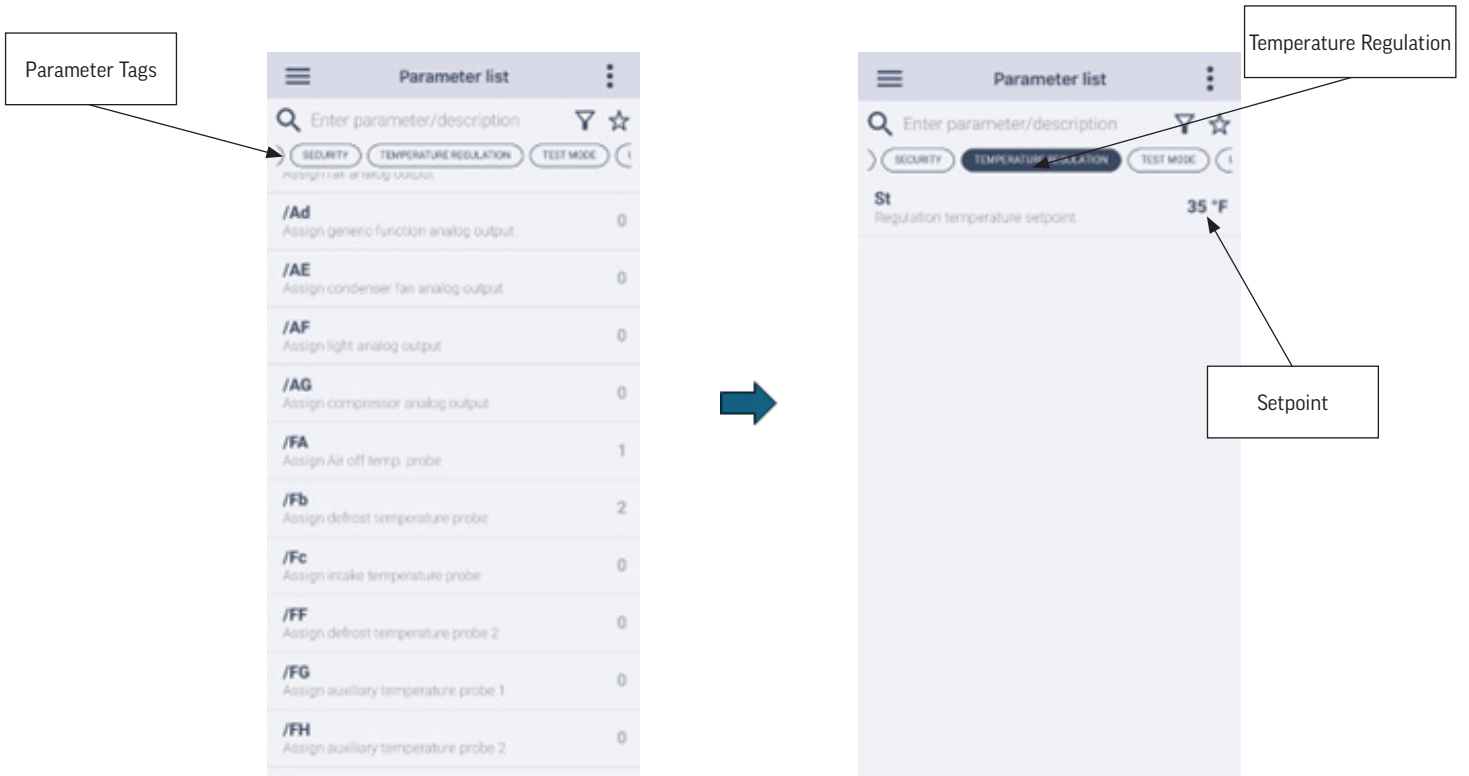 Parameter Tags
Parameter list
Enter parameter/description
SECURITY TEMPERATURE REGULATION TEST MODE
Assign fan analog output
/Ad
Assign generic function analog output
0
/AE
Assign condenser fan analog output
0
/AF
Assign light analog output
0
/AG
Assign compressor analog output
0
/FA
Assign Air off temp. probe
1
/Fb
Assign defrost temperature probe
2
/Fc
Assign intake temperature probe
0
/FF
Assign defrost temperature probe 2
0
/FG
Assign auxiliary temperature probe 1
0
/FH
Assign auxiliary temperature probe 2
0
Temperature Regulation
Parameter list
Enter parameter/description
SECURITY TEMPERATURE REGULATION TEST MODE
St
Regulation temperature setpoint
35 °F
Setpoint